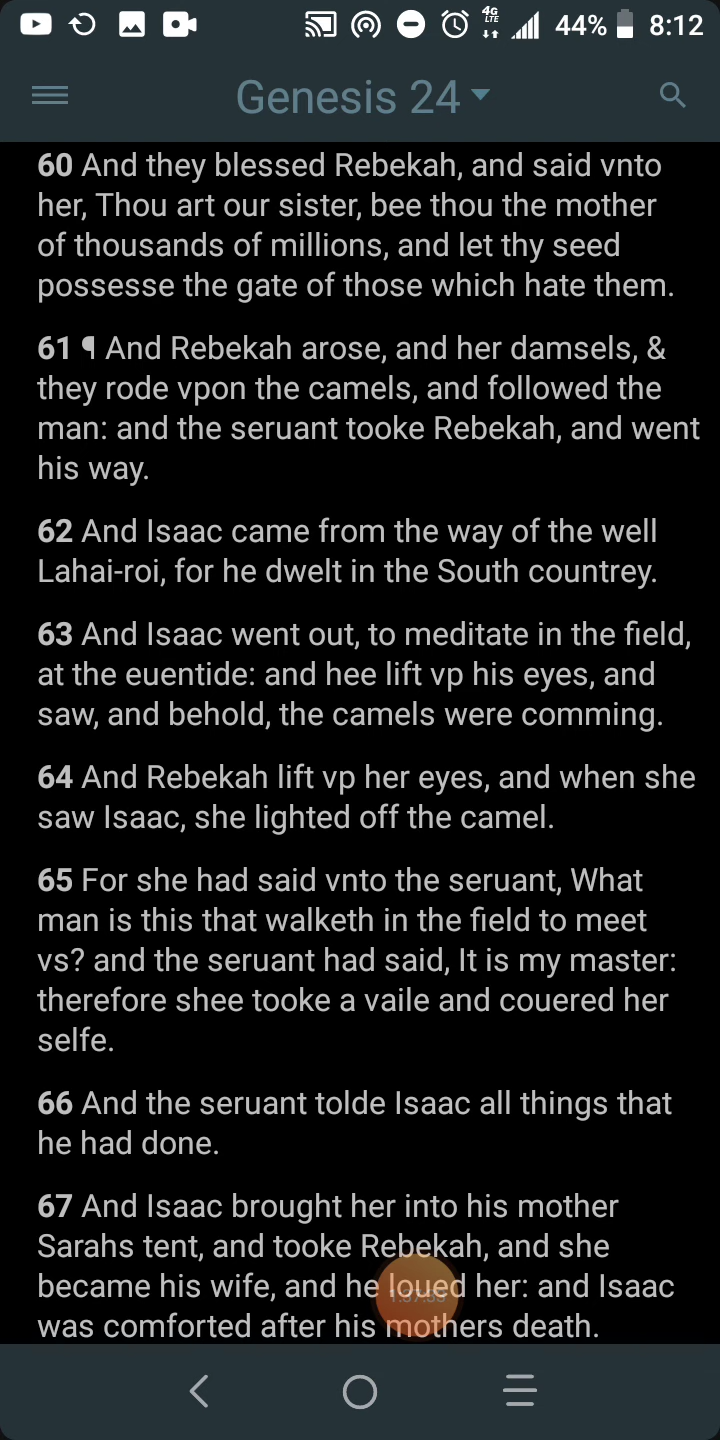 4G
LTE
44%
8:12
Genesis 24
60 And they blessed Rebekah, and said vnto
her, Thou art our sister, bee thou the mother
of thousands of millions, and let thy seed
possesse the gate of those which hate them.
61 ¶ And Rebekah arose, and her damsels, &
they rode vpon the camels, and followed the
man: and the seruant tooke Rebekah, and went
his way.
62 And Isaac came from the way of the well
Lahai-roi, for he dwelt in the South countrey.
63 And Isaac went out, to meditate in the field,
at the euentide: and hee lift vp his eyes, and
saw, and behold, the camels were comming.
64 And Rebekah lift vp her eyes, and when she
saw Isaac, she lighted off the camel.
65 For she had said vnto the seruant, What
man is this that walketh in the field to meet
vs? and the seruant had said, It is my master:
therefore shee tooke a vaile and couered her
selfe.
66 And the seruant tolde Isaac all things that
he had done.
67 And Isaac brought her into his mother
Sarahs tent, and tooke Rebekah, and she
became his wife, and he loued her: and Isaac
was comforted after his mothers death.